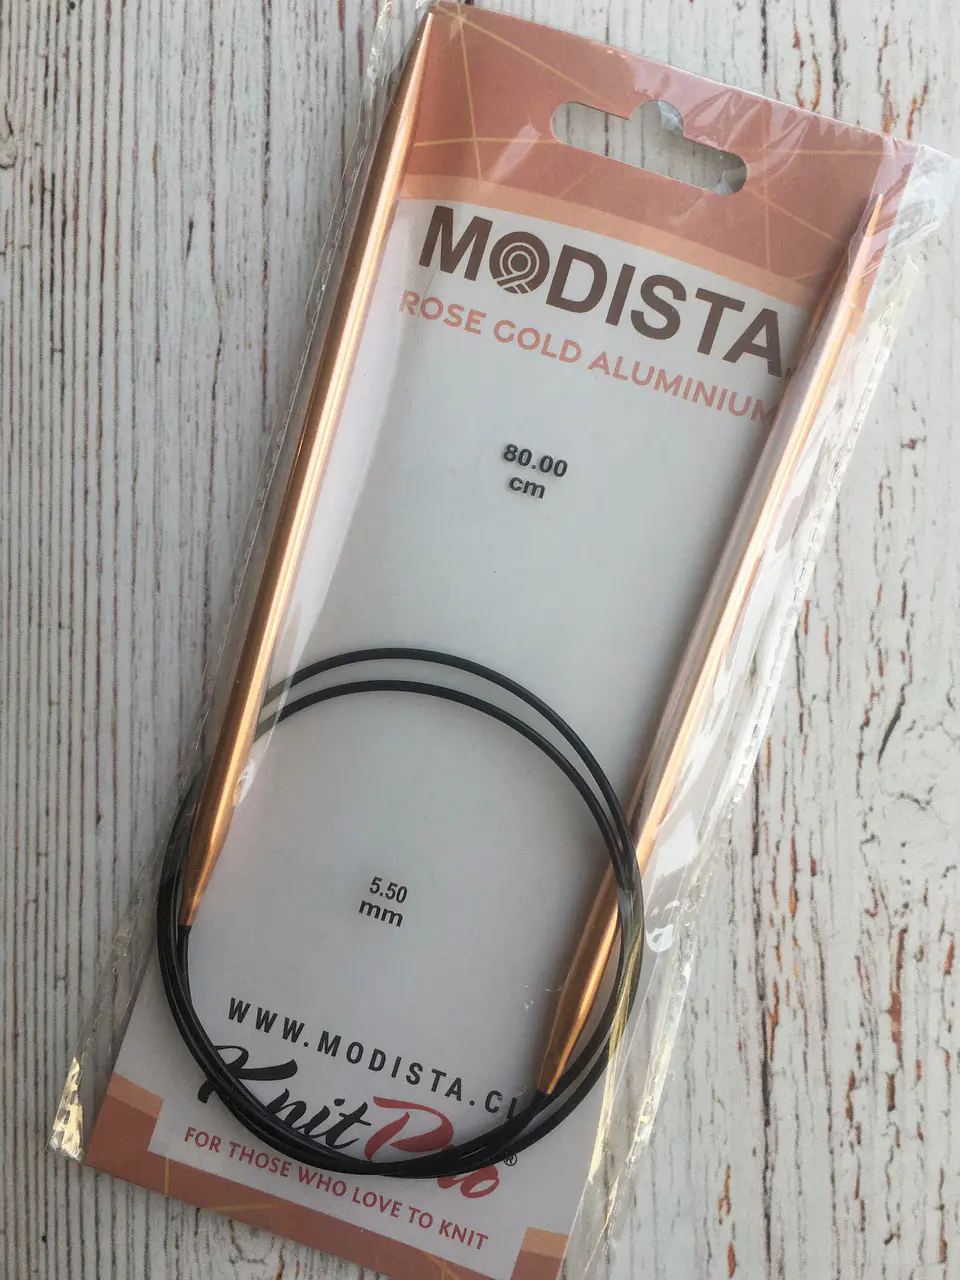 MODISTA
ROSE GOLD ALUMINIUM
80.00
cm
5.50
mm
WWW.MODISTA.CL
KnitPro®
FOR THOSE WHO LOVE TO KNIT